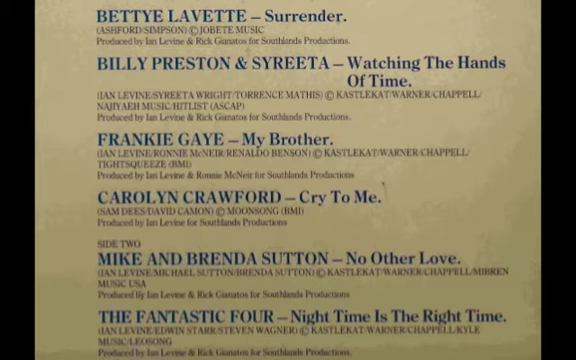 BETTYE LAVETTE – Surrender.
(ASHFORD/SIMPSON) © JOBETE MUSIC
Produced by Ian Levine & Rick Gianatos for Southlands Productions.
BILLY PRESTON & SYREETA – Watching The Hands
Of Time.
(IAN LEVINE/SYREETA WRIGHT/TORRENCE MATHIS) © KASTLEKAT/WARNER/CHAPPELL/
NAJIYAEH MUSIC/HITLIST (ASCAP)
Produced by Ian Levine & Rick Gianatos for Southlands Productions.
FRANKIE GAYE – My Brother.
(IAN LEVINE/RONNIE McNEIR/RENALDO BENSON) © KASTLEKAT/WARNER/CHAPPELL/
TIGHTSQUEEZE (BMI)
Produced by Ian Levine & Ronnie McNeir for Southlands Productions
CAROLYN CRAWFORD – Cry To Me.
(SAM DEES/DAVID CAMON) © MOONSONG (BMI)
Produced by Ian Levine for Southlands Productions
SIDE TWO
MIKE AND BRENDA SUTTON – No Other Love.
(IAN LEVINE/MICHAEL SUTTON/BRENDA SUTTON) © KASTLEKAT/WARNER/CHAPPELL/MIBREN
MUSIC USA
Produced by Ian Levine & Rick Gianatos for Southlands Productions
THE FANTASTIC FOUR – Night Time Is The Right Time.
(IAN LEVINE/EDWIN STARR/STEVEN WAGNER) © KASTLEKAT/WARNER/CHAPPELL/KYLE
MUSIC/LEOSONG
Produced by Ian Levine & Rick Gianatos for Southlands Productions.